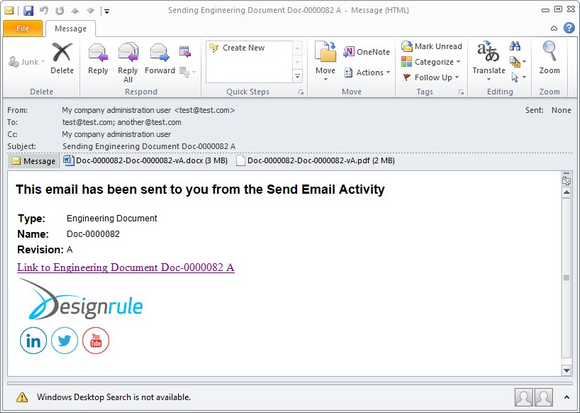 Sending Engineering Document Doc-0000082 A - Message (HTML)
File
Message
Junk
Delete
Reply
Reply All
Forward
Create New
Move
OneNote
Actions
Mark Unread
Categorize
Follow Up
Translate
Zoom
Delete
Respond
Quick Steps
Move
Tags
Editing
Zoom
From: My company administration user <test@test.com> Sent: None
To: test@test.com; another@test.com
Cc: My company administration user
Subject: Sending Engineering Document Doc-0000082 A
Message Doc-0000082-Doc-0000082-vA.docx (3 MB) Doc-0000082-Doc-0000082-vA.pdf (2 MB)
This email has been sent to you from the Send Email Activity
Type: Engineering Document
Name: Doc-0000082
Revision: A
Link to Engineering Document Doc-0000082 A
Designrule
in You Tube
Windows Desktop Search is not available.